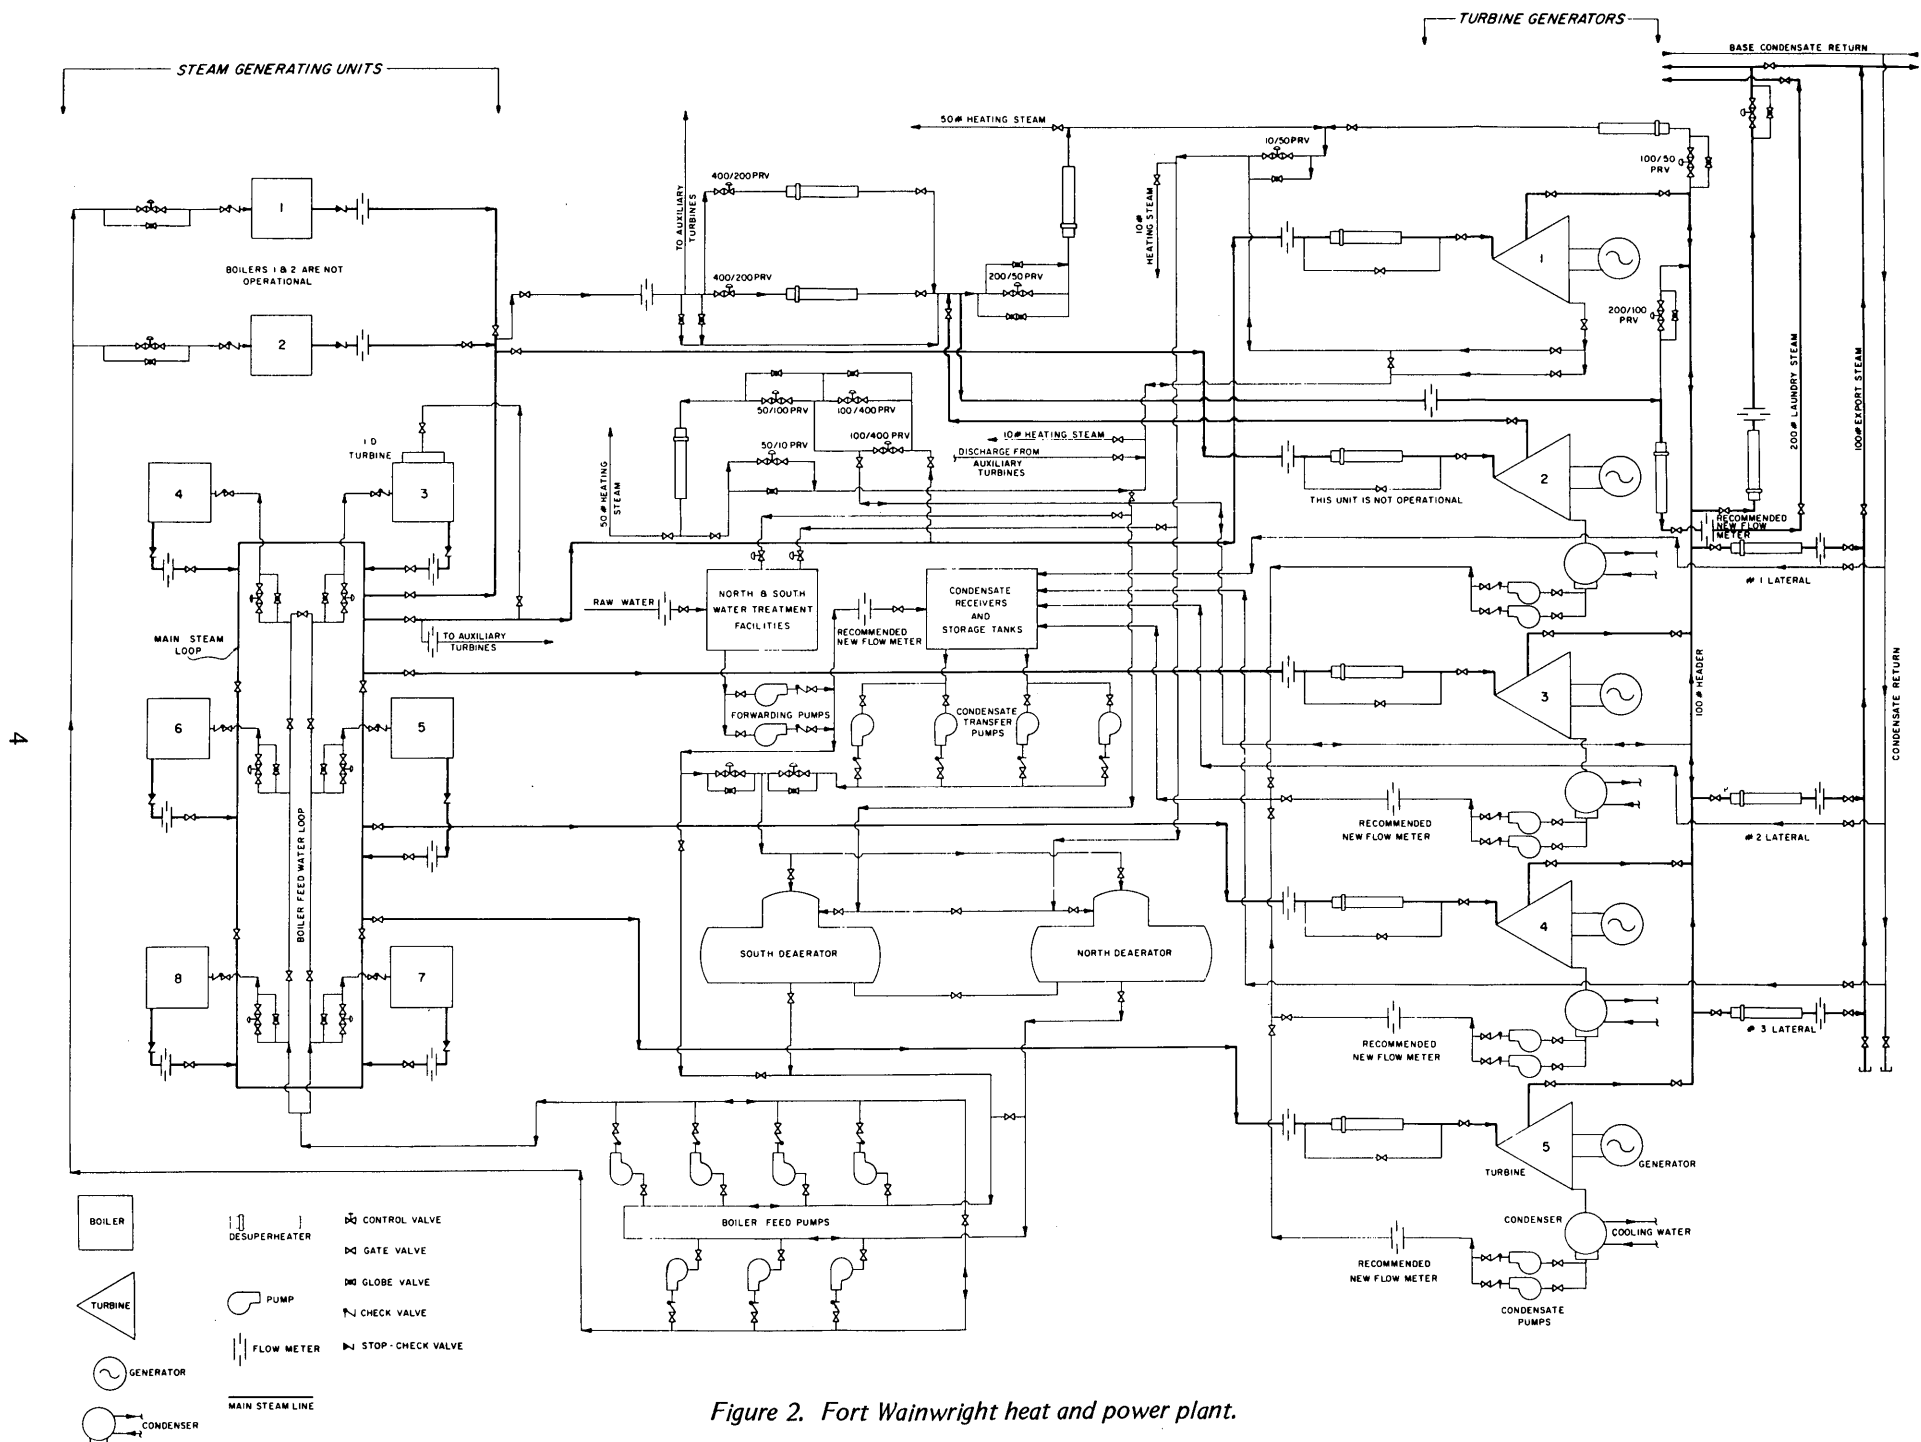 TURBINE GENERATORS
BASE CONDENSATE RETURN
STEAM GENERATING UNITS
50# HEATING STEAM
10/50 PRV
100/50
PRV
400/200 PRV
TO AUXILIARY
TURBINES
10#
HEATING STEAM
1
1
BOILERS 1 & 2 ARE NOT
OPERATIONAL
400/200 PRV
200/50 PRV
200/100
PRV
2
200# LAUNDRY STEAM
100# EXPORT STEAM
50/100 PRV
100/400 PRV
I D
TURBINE
50/10 PRV
100/400 PRV
10# HEATING STEAM
DISCHARGE FROM
AUXILIARY
TURBINES
50# HEATING
STEAM
4
3
2
THIS UNIT IS NOT OPERATIONAL
RECOMMENDED
NEW FLOW
METER
# 1 LATERAL
RAW WATER
NORTH & SOUTH
WATER TREATMENT
FACILITIES
CONDENSATE
RECEIVERS
AND
STORAGE TANKS
RECOMMENDED
NEW FLOW METER
MAIN STEAM
LOOP
TO AUXILIARY
TURBINES
100# HEADER
CONDENSATE RETURN
3
6
5
FORWARDING PUMPS
CONDENSATE
TRANSFER
PUMPS
4
BOILER FEED WATER LOOP
RECOMMENDED
NEW FLOW METER
# 2 LATERAL
4
SOUTH DEAERATOR
NORTH DEAERATOR
8
7
RECOMMENDED
NEW FLOW METER
# 3 LATERAL
5
TURBINE
GENERATOR
BOILER FEED PUMPS
CONDENSER
COOLING WATER
RECOMMENDED
NEW FLOW METER
CONDENSATE
PUMPS
BOILER
DESUPERHEATER
CONTROL VALVE
GATE VALVE
GLOBE VALVE
TURBINE
PUMP
CHECK VALVE
FLOW METER
STOP-CHECK VALVE
GENERATOR
MAIN STEAM LINE
CONDENSER
Figure 2. Fort Wainwright heat and power plant.